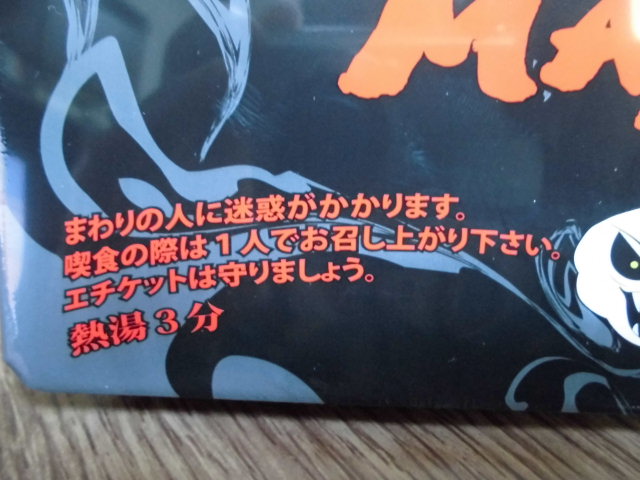 MA
まわりの人に迷惑がかかります。
喫食の際は１人でお召し上がり下さい。
エチケットは守りましょう。
熱湯３分